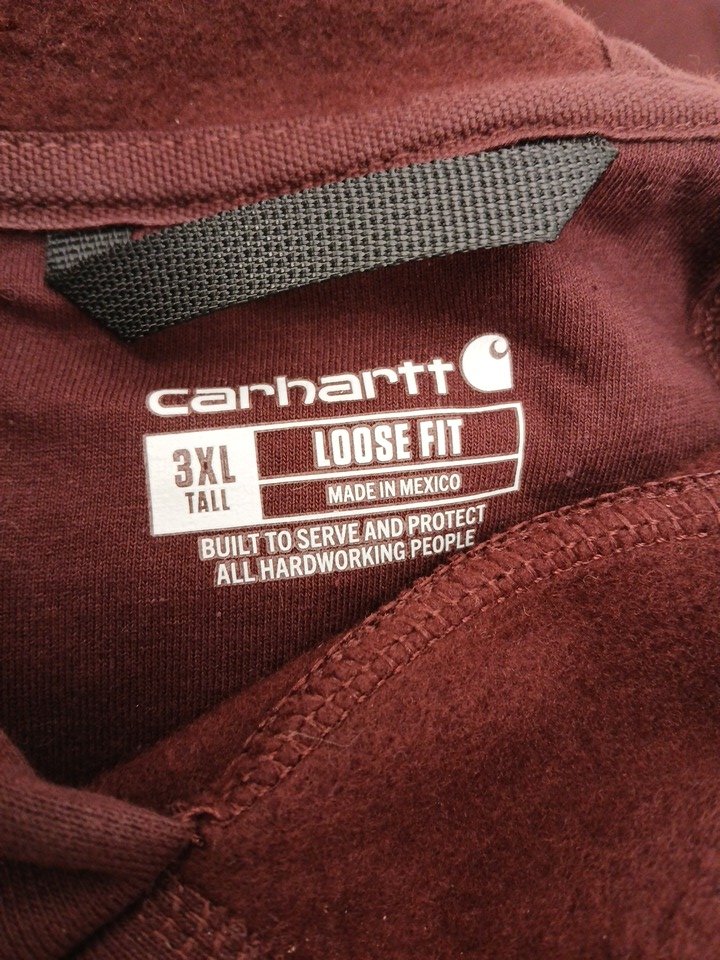 carhartt
3XL
TALL
LOOSE FIT
MADE IN MEXICO
BUILT TO SERVE AND PROTECT
ALL HARDWORKING PEOPLE